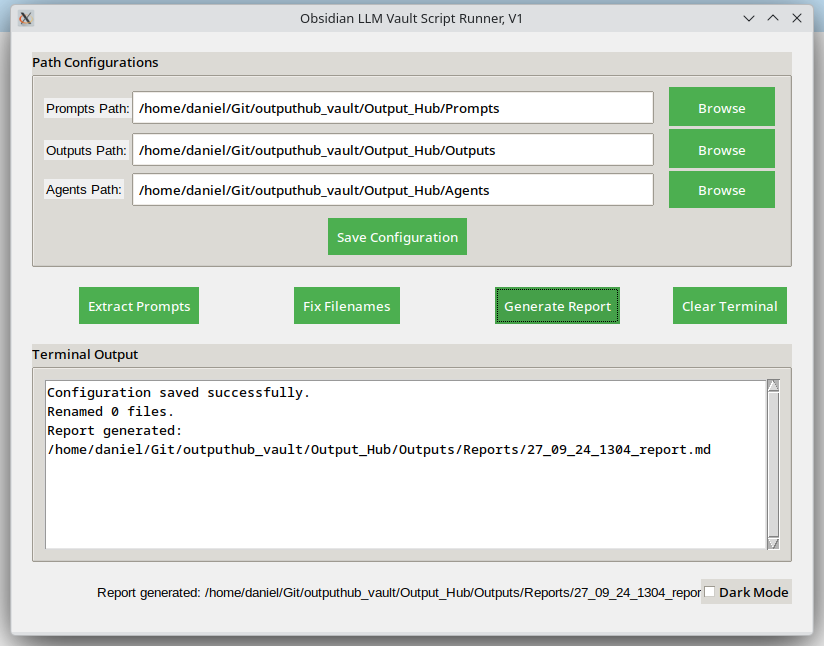 Obsidian LLM Vault Script Runner, V1
Path Configurations
Prompts Path: /home/daniel/Git/outputhub_vault/Output_Hub/Prompts Browse
Outputs Path: /home/daniel/Git/outputhub_vault/Output_Hub/Outputs Browse
Agents Path: /home/daniel/Git/outputhub_vault/Output_Hub/Agents Browse
Save Configuration
Extract Prompts Fix Filenames Generate Report Clear Terminal
Terminal Output
Configuration saved successfully.
Renamed 0 files.
Report generated:
/home/daniel/Git/outputhub_vault/Output_Hub/Outputs/Reports/27_09_24_1304_report.md
Report generated: /home/daniel/Git/outputhub_vault/Output_Hub/Outputs/Reports/27_09_24_1304_repor Dark Mode